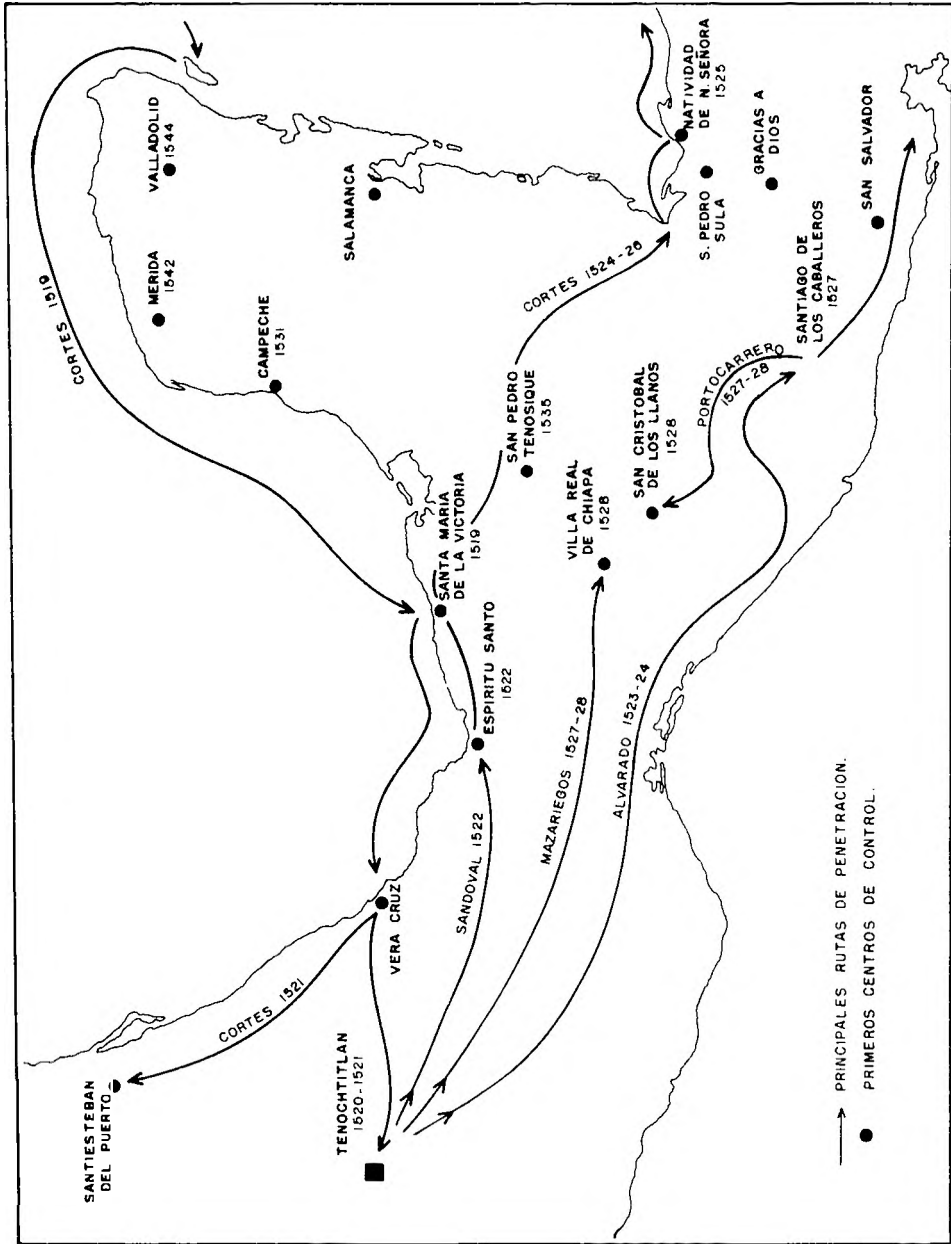 SANTIESTEBAN
DEL PUERTO
CORTES 1521
TENOCHTITLAN
1520-1521
VERA CRUZ
SANDOVAL 1522
MAZARIEGOS 1527-28
ALVARADO 1523-24
ESPIRITU SANTO
1522
SANTA MARIA
DE LA VICTORIA
1519
CORTES 1519
CAMPECHE
1531
MERIDA
1542
VALLADOLID
1544
SALAMANCA
SAN PEDRO
TENOSIQUE
1535
CORTES 1524-26
VILLA REAL
DE CHIAPA
1528
SAN CRISTOBAL
DE LOS LLANOS
1528
PORTOCARRERO
1527-28
SANTIAGO DE
LOS CABALLEROS
1527
NATIVIDAD
DE N. SEÑORA
1525
S. PEDRO
SULA
GRACIAS A
DIOS
SAN SALVADOR
PRINCIPALES RUTAS DE PENETRACION.
PRIMEROS CENTROS DE CONTROL.